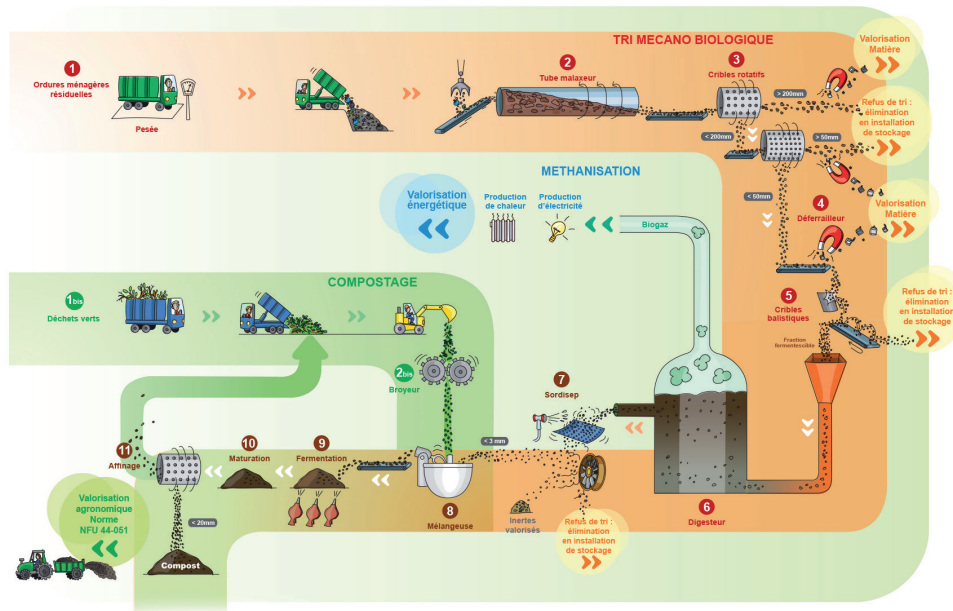 TRI MECANO BIOLOGIQUE
1
Ordures ménagères
résiduelles
Pesée
2
Tube malaxeur
3
Cribles rotatifs
> 200mm
< 200mm
> 50mm
< 50mm
Valorisation
Matière
Refus de tri :
élimination
en installation
de stockage
4
Déferrailleur
Valorisation
Matière
5
Cribles
balistiques
Refus de tri :
élimination
en installation
de stockage
Fraction
fermentescible
METHANISATION
Valorisation
énergétique
Production
de chaleur
Production
d'électricité
Biogaz
COMPOSTAGE
1bis
Déchets verts
2bis
Broyeur
6
Digesteur
7
Sordisep
< 3 mm
Inertes
valorisés
Refus de tri :
élimination
en installation
de stockage
8
Mélangeuse
9
Fermentation
10
Maturation
11
Affinage
< 20mm
Compost
Valorisation
agronomique
Norme
NFU 44-051